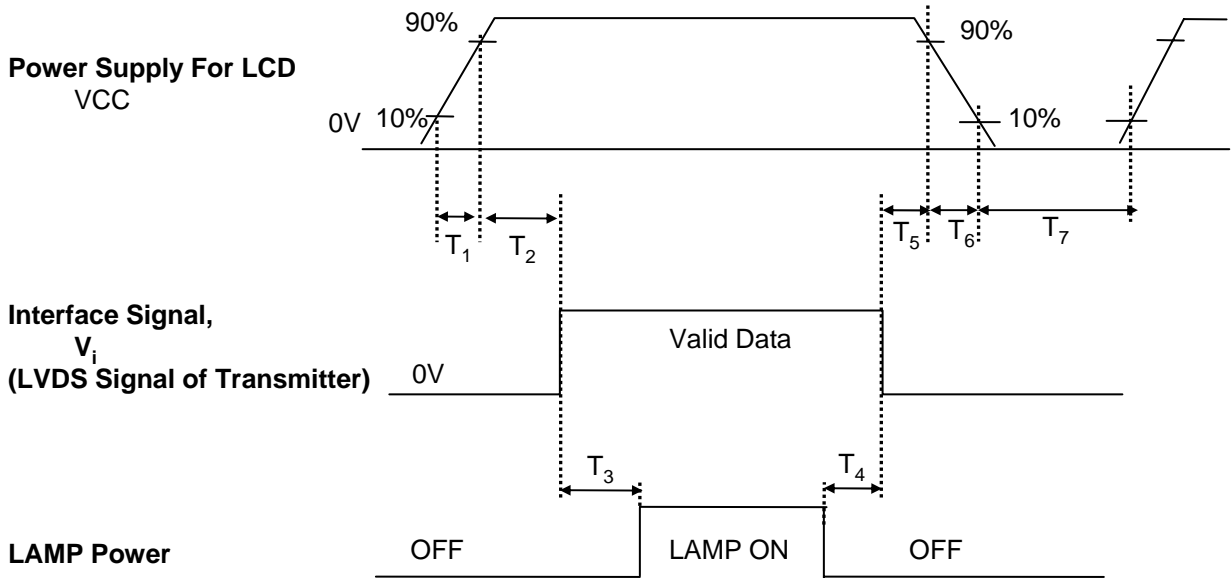 90%
90%
Power Supply For LCD
VCC
0V
10%
10%
T1
T2
T5
T6
T7
Interface Signal,
Vi
(LVDS Signal of Transmitter)
Valid Data
0V
T3
T4
LAMP Power
OFF
LAMP ON
OFF